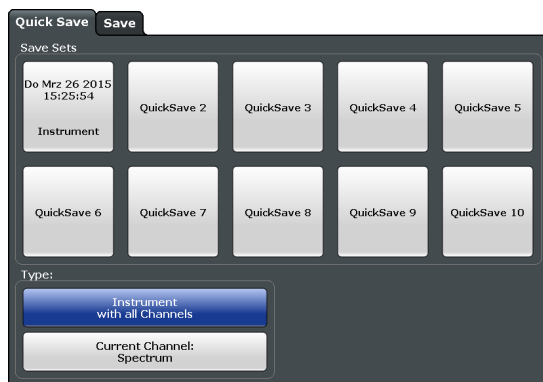 Quick Save Save
Save Sets
Do Mrz 26 2015
15:25:54
Instrument
QuickSave 2
QuickSave 3
QuickSave 4
QuickSave 5
QuickSave 6
QuickSave 7
QuickSave 8
QuickSave 9
QuickSave 10
Type:
Instrument
with all Channels
Current Channel:
Spectrum